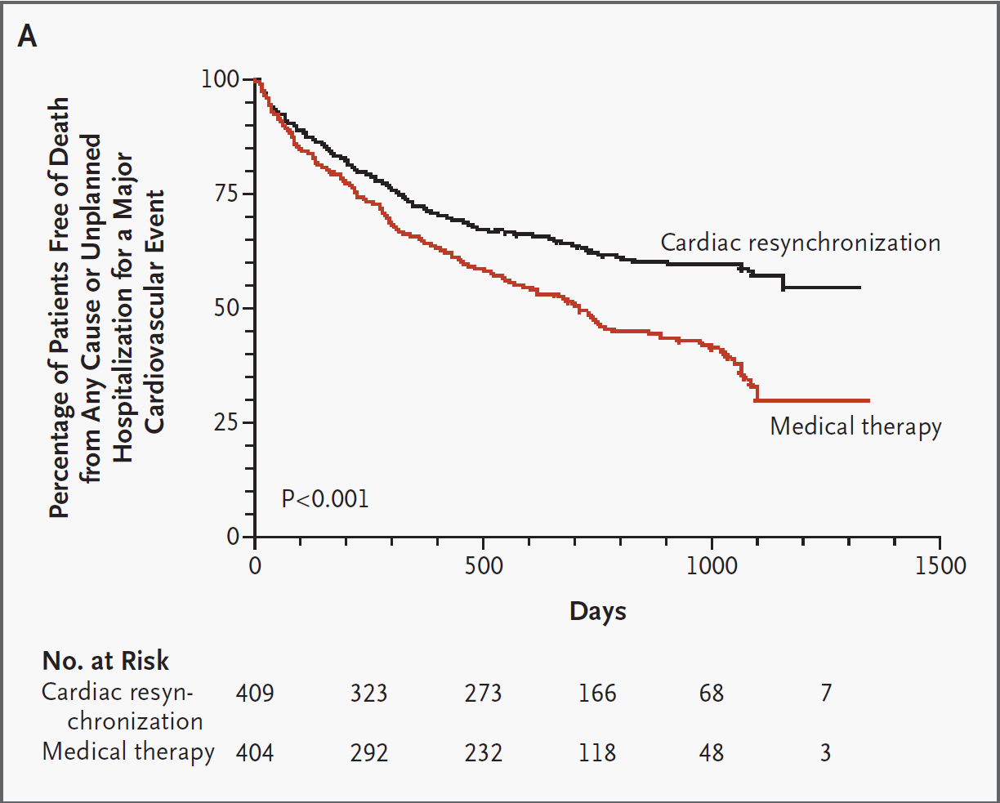 A
Percentage of Patients Free of Death
from Any Cause or Unplanned
Hospitalization for a Major
Cardiovascular Event
100
75
50
25
0
Cardiac resynchronization
Medical therapy
P<0.001
0 500 1000 1500
Days
No. at Risk
Cardiac resyn-
chronization 409 323 273 166 68 7
Medical therapy 404 292 232 118 48 3